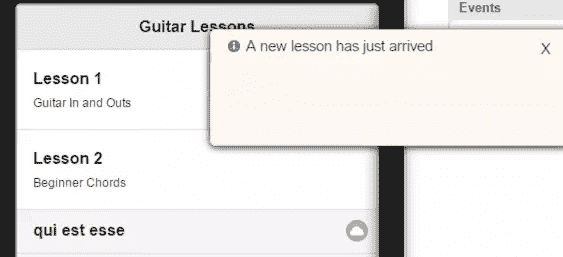 Events
Guitar Lessons
A new lesson has just arrived X
Lesson 1
Guitar In and Outs
Lesson 2
Beginner Chords
qui est esse